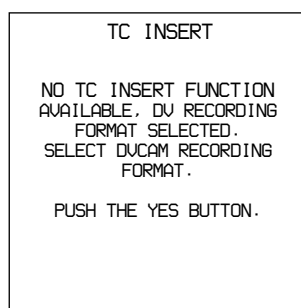 TC INSERT
NO TC INSERT FUNCTION
AVAILABLE, DV RECORDING
FORMAT SELECTED.
SELECT DVCAM RECORDING
FORMAT.
PUSH THE YES BUTTON.